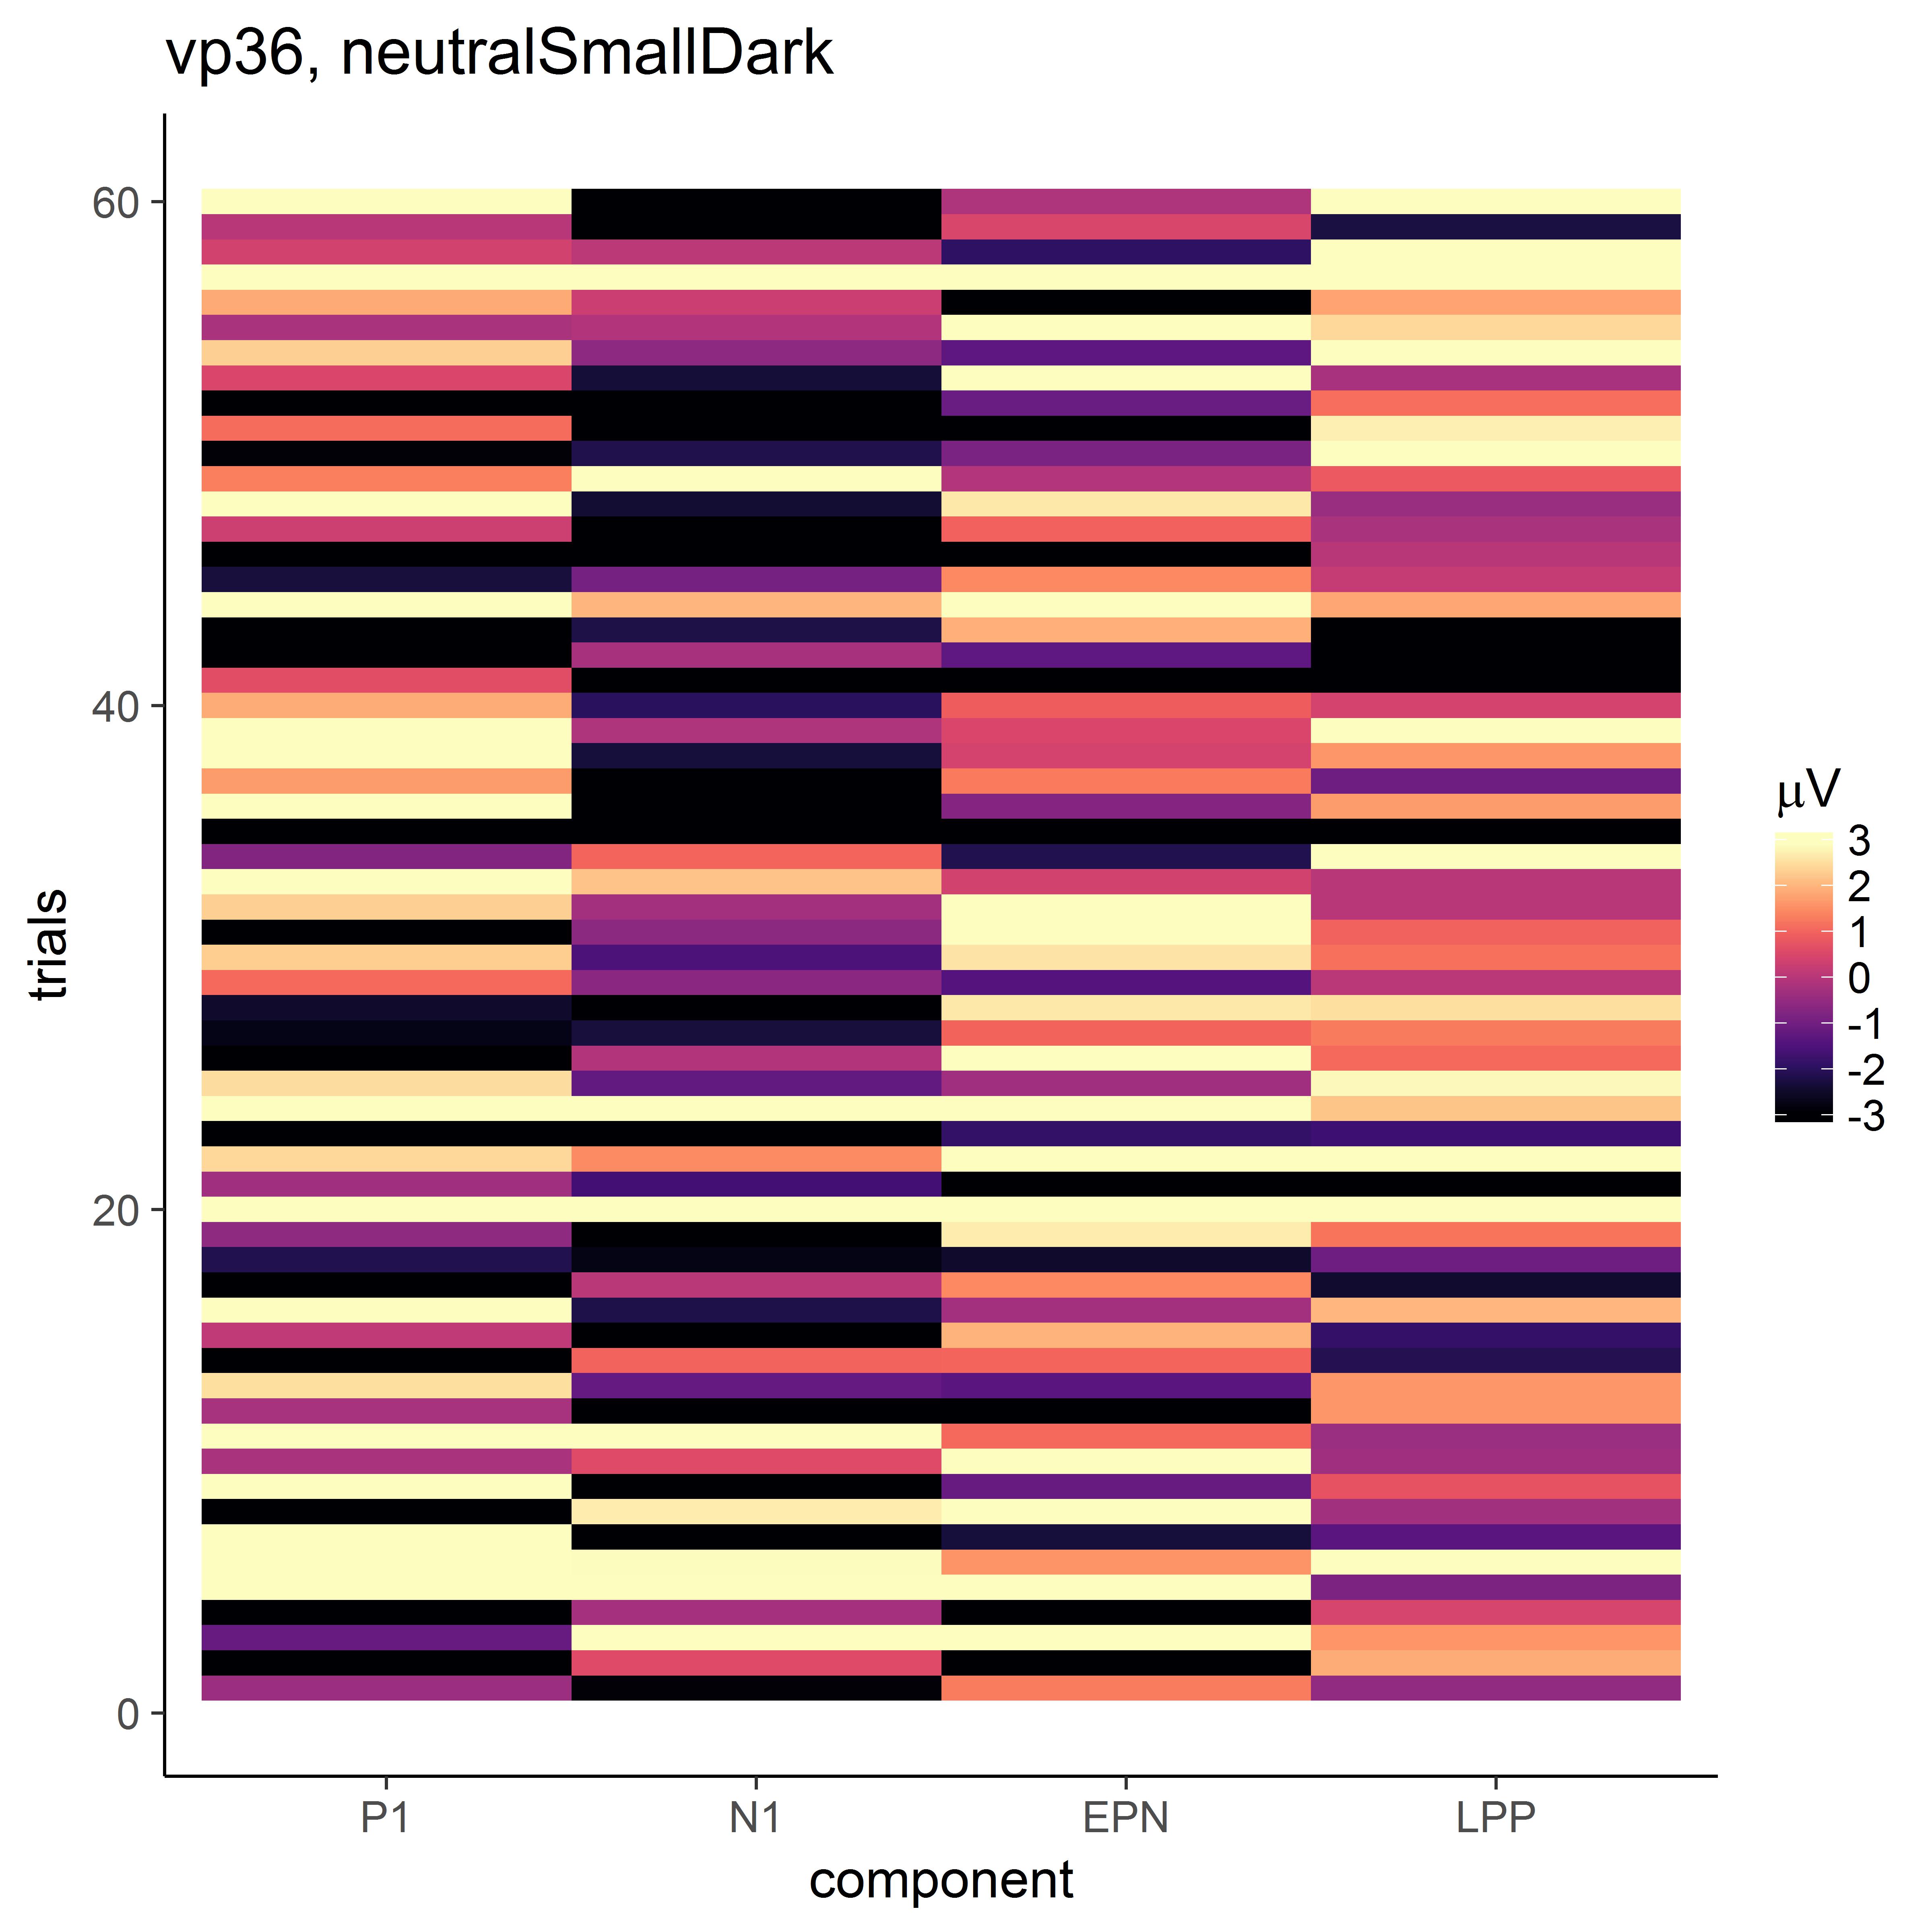 vp36, neutralSmallDark
60
40
20
0
trials
P1 N1 EPN LPP
component
μV
3
2
1
0
-1
-2
-3